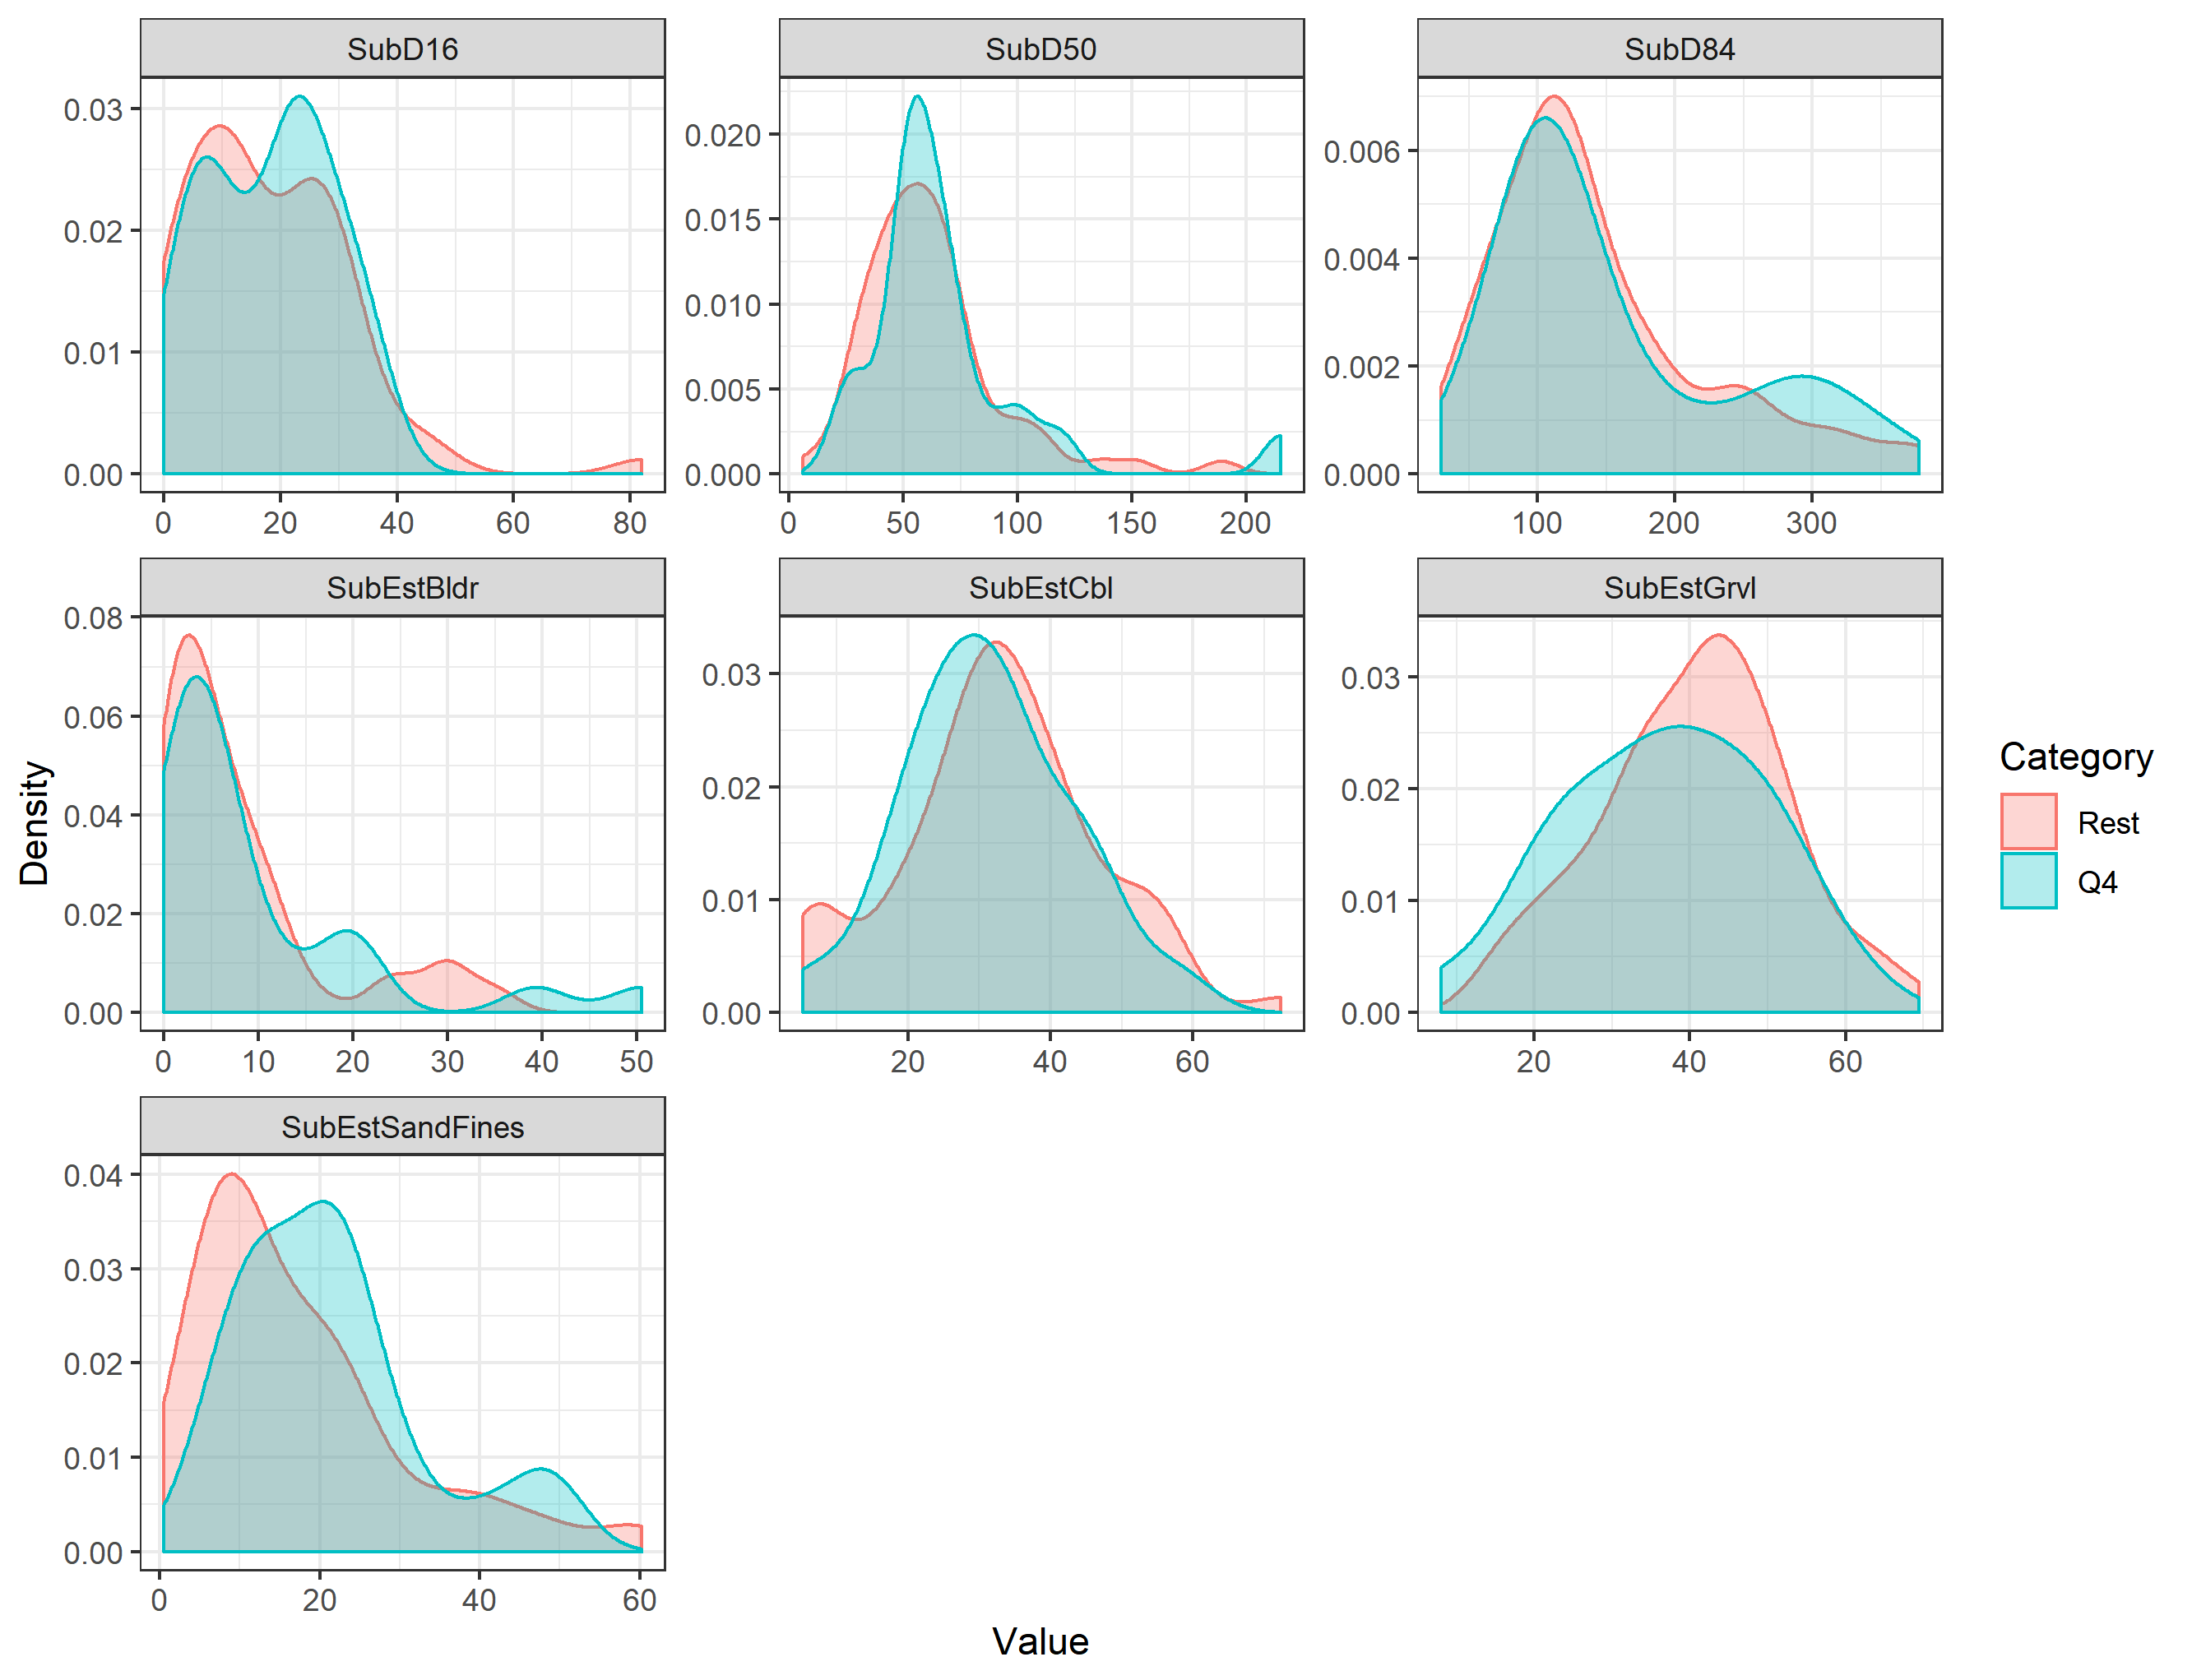 SubD16
SubD50
SubD84
0.03
0.02
0.01
0.00
0.020
0.015
0.010
0.005
0.000
0.006
0.004
0.002
0.000
0 20 40 60 80
0 50 100 150 200
100 200 300
SubEstBldr
SubEstCbl
SubEstGrvl
0.08
0.06
0.04
0.02
0.00
0.03
0.02
0.01
0.00
0.03
0.02
0.01
0.00
0 10 20 30 40 50
20 40 60
20 40 60
SubEstSandFines
0.04
0.03
0.02
0.01
0.00
0 20 40 60
Density
Value
Category
Rest
Q4